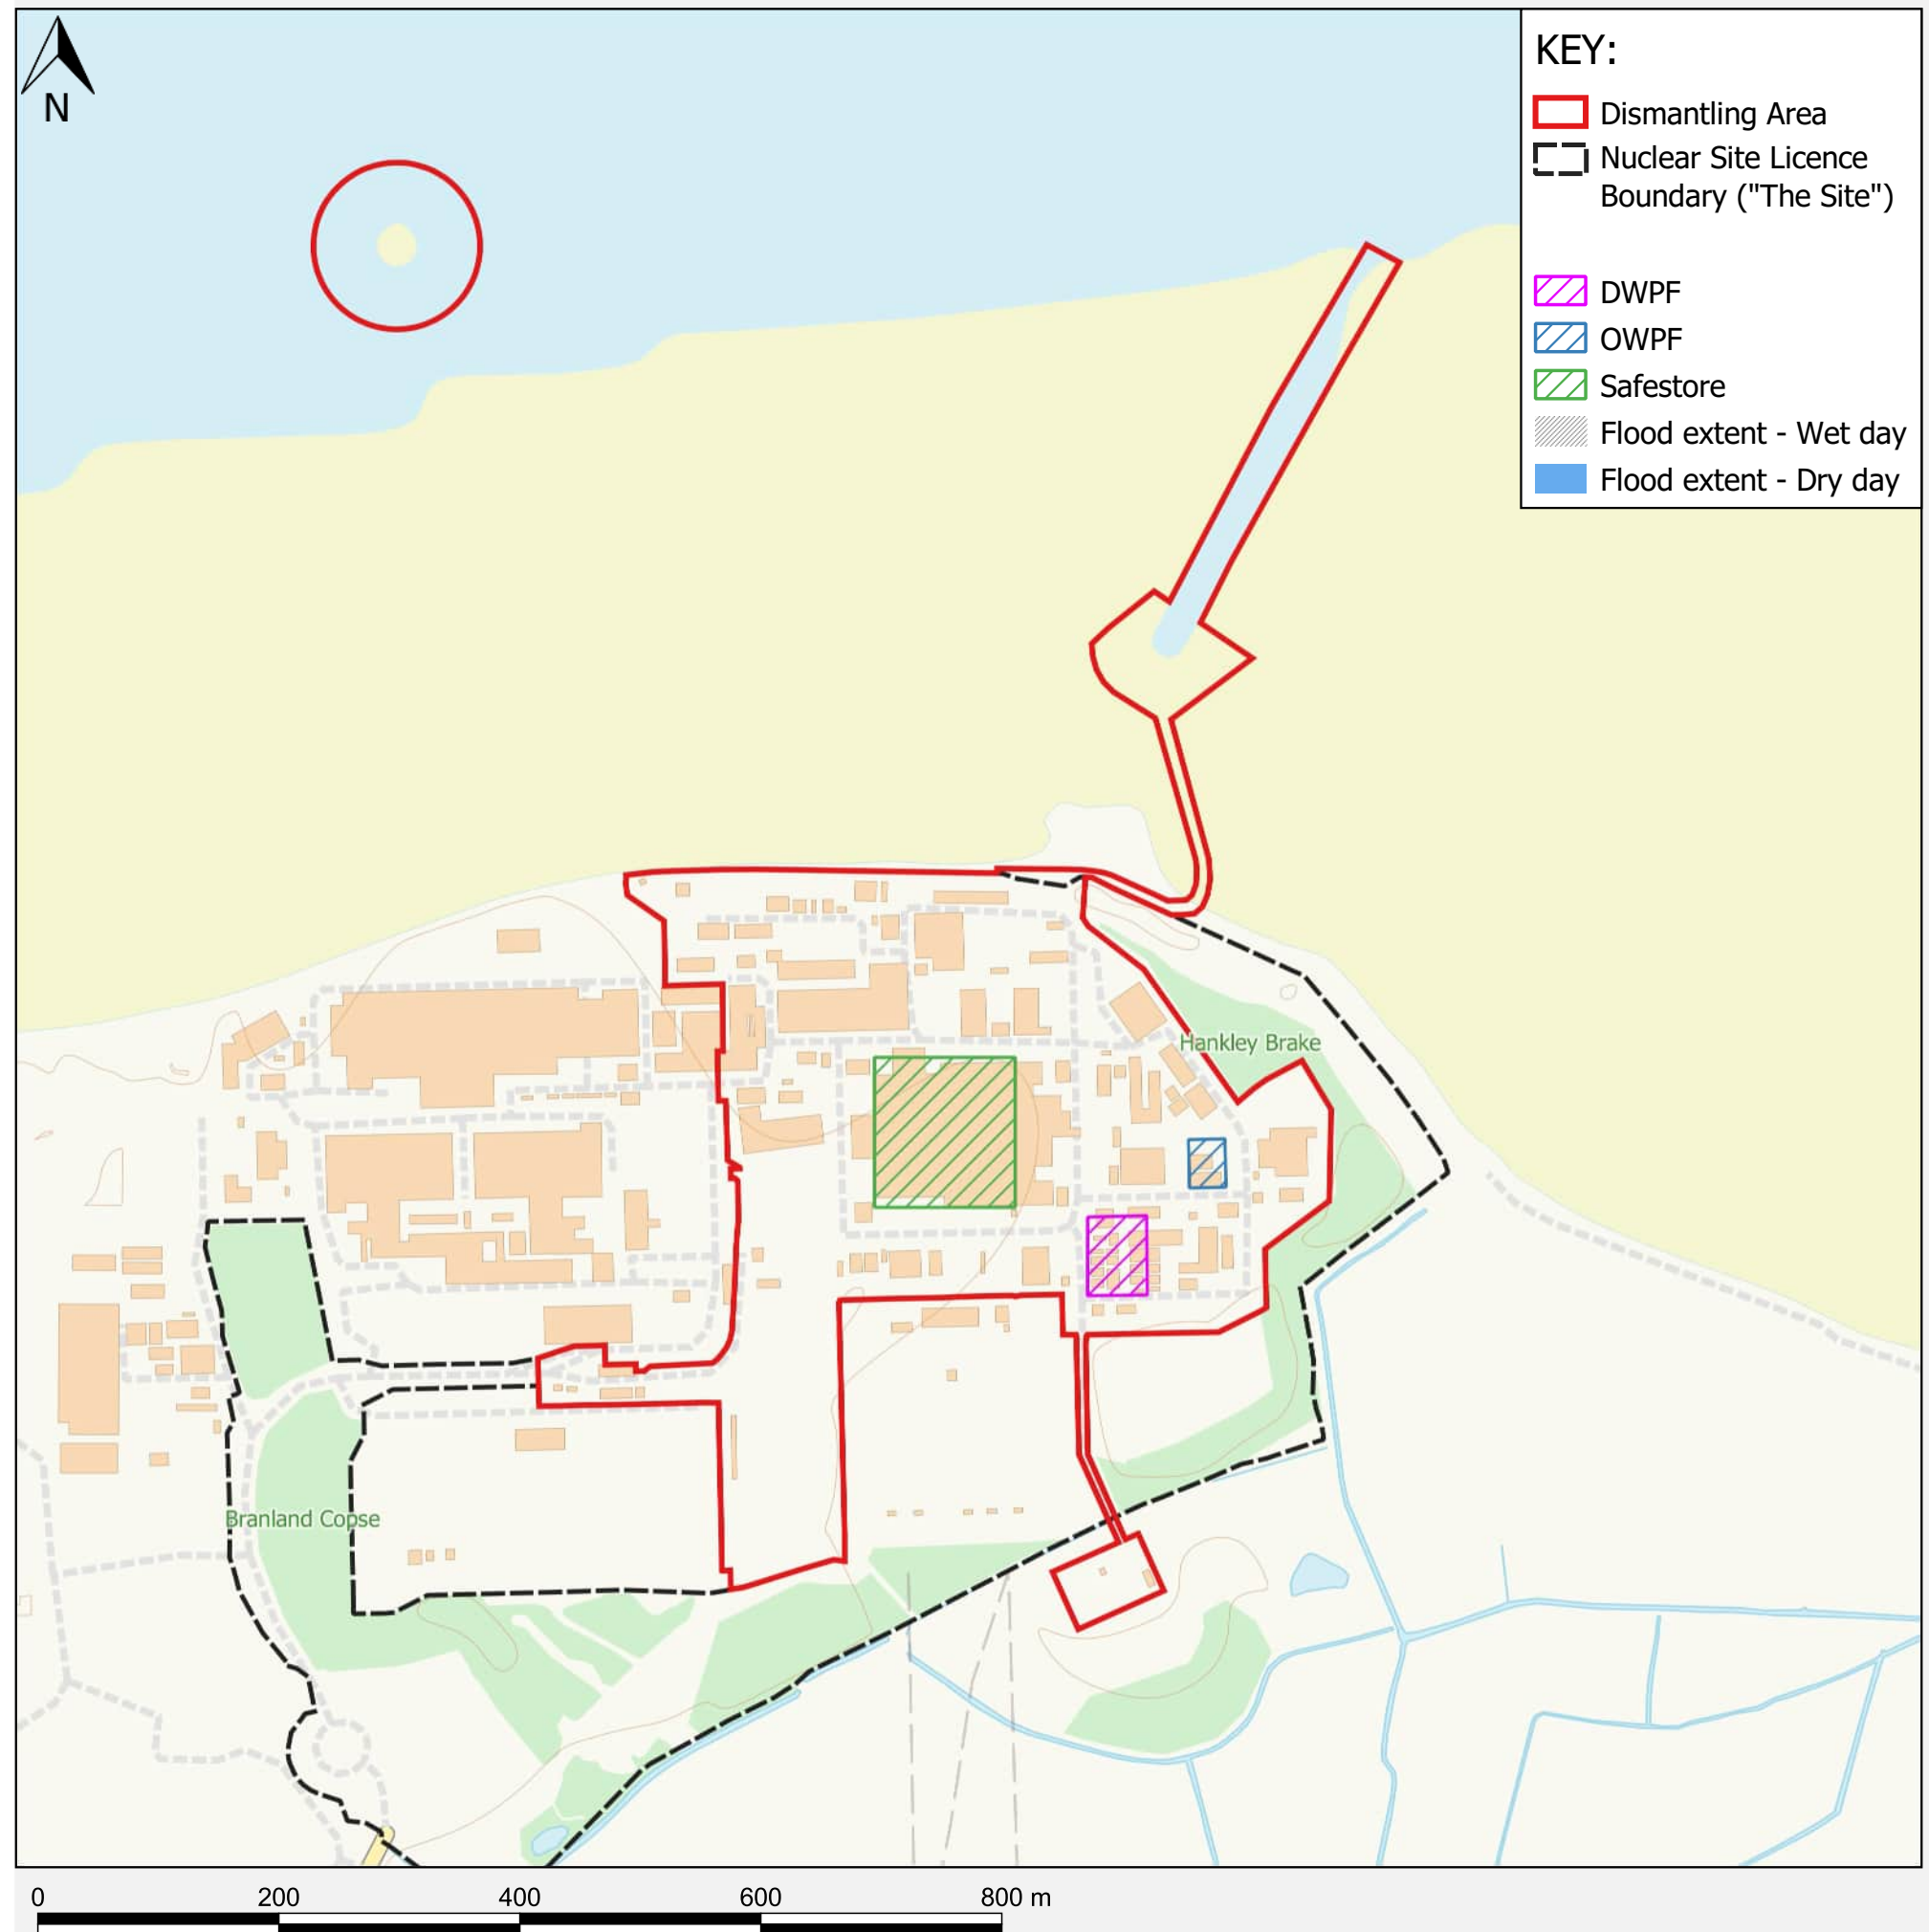 N
KEY:
Dismantling Area
Nuclear Site Licence
Boundary ("The Site")
DWPF
OWPF
Safestore
Flood extent - Wet day
Flood extent - Dry day
Hankley Brake
Branland Copse
0 200 400 600 800 m